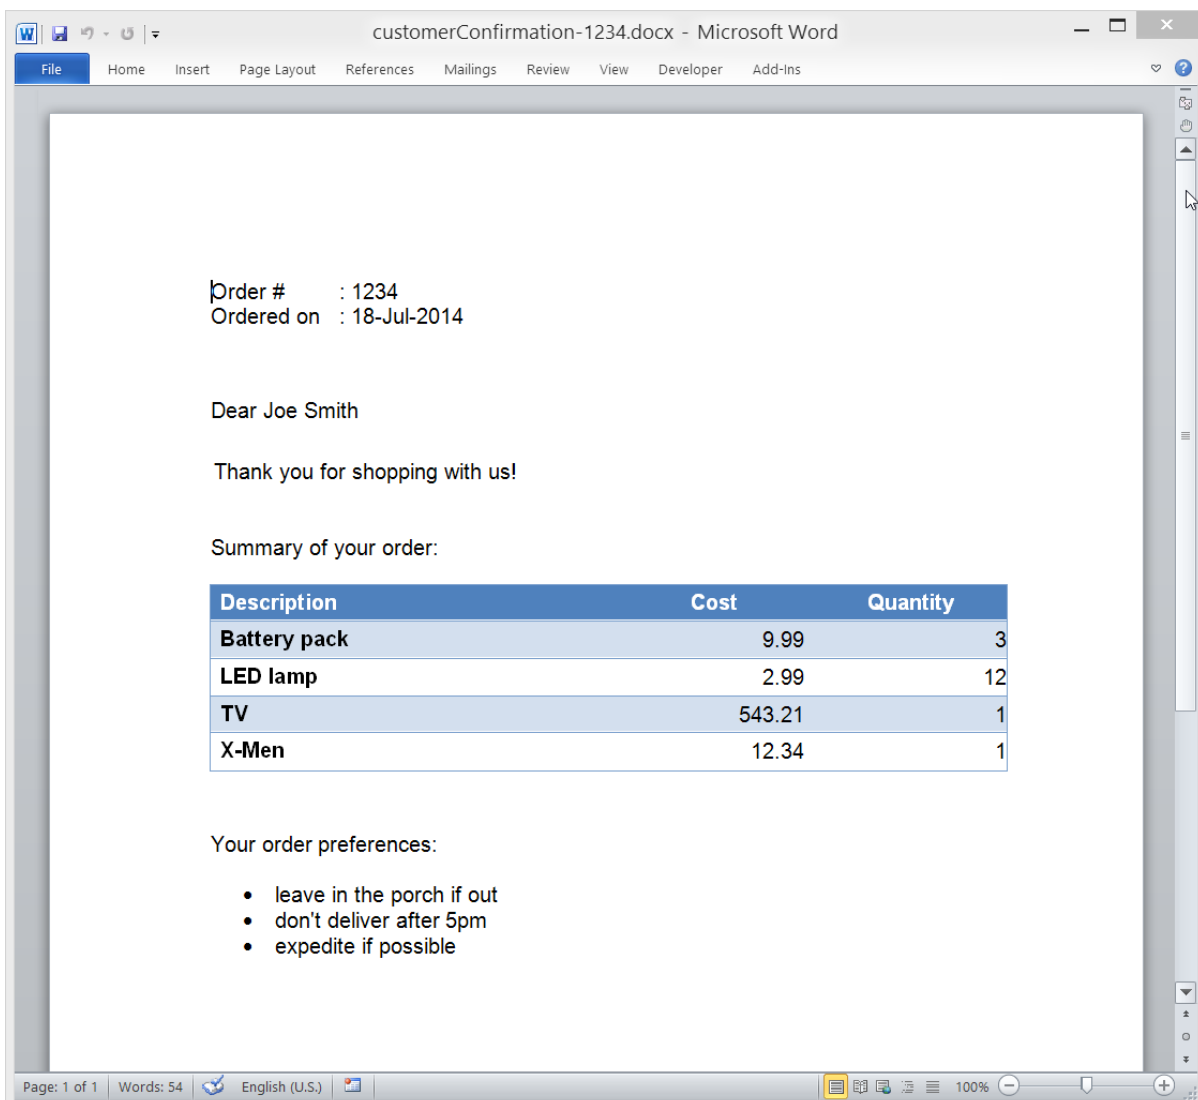 customerConfirmation-1234.docx - Microsoft Word
File Home Insert Page Layout References Mailings Review View Developer Add-Ins
Order # : 1234
Ordered on : 18-Jul-2014
Dear Joe Smith
Thank you for shopping with us!
Summary of your order:
Description Cost Quantity
Battery pack 9.99 3
LED lamp 2.99 12
TV 543.21 1
X-Men 12.34 1
Your order preferences:
• leave in the porch if out
• don't deliver after 5pm
• expedite if possible
Page: 1 of 1 Words: 54 English (U.S.) 100%